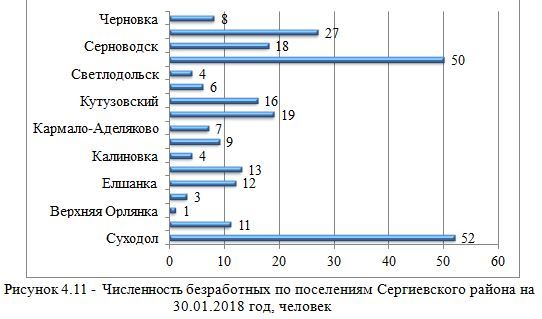 Черновка 8
27
Серноводск 18
50
Светлодольск 4
6
Кутузовский 16
19
Кармало-Аделяково 7
9
Калиновка 4
13
Елшанка 12
3
Верхняя Орлянка 1
11
Суходол 52
0 10 20 30 40 50 60
Рисунок 4.11 - Численность безработных по поселениям Сергиевского района на
30.01.2018 год, человек